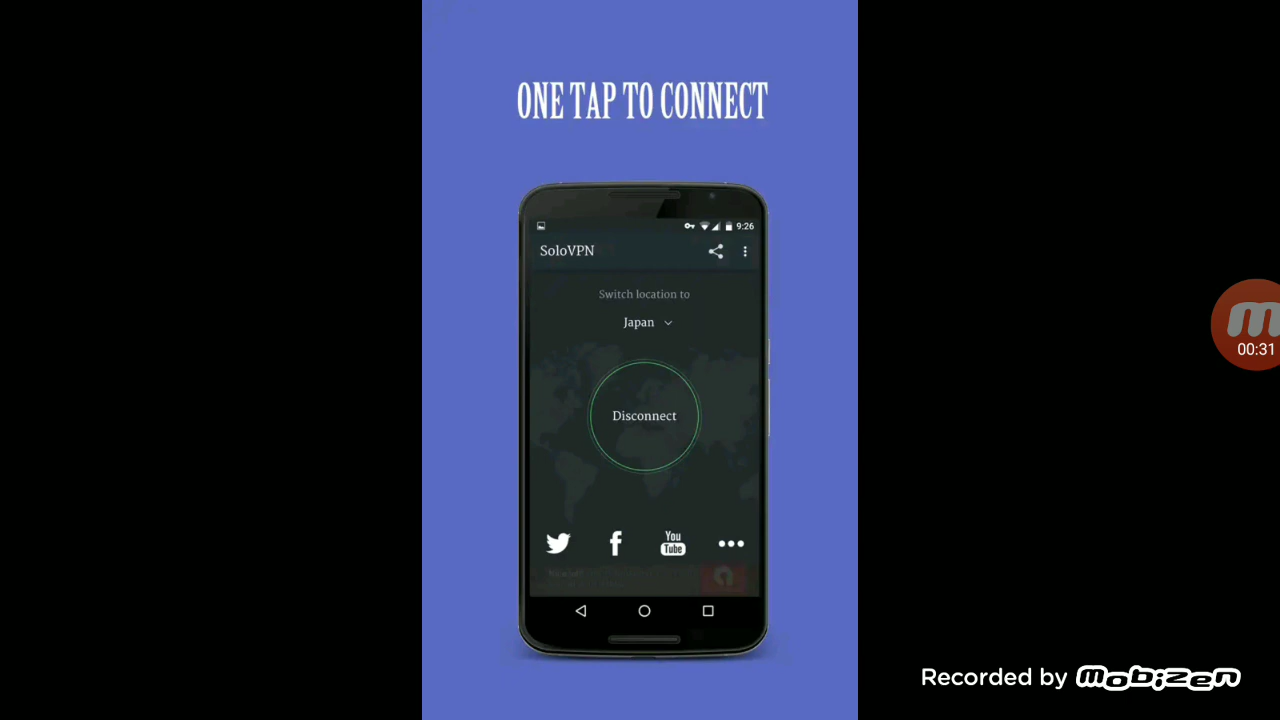 ONE TAP TO CONNECT
9:26
SoloVPN
Switch location to
Japan
Disconnect
You
Tube
00:31
Recorded by mobizen